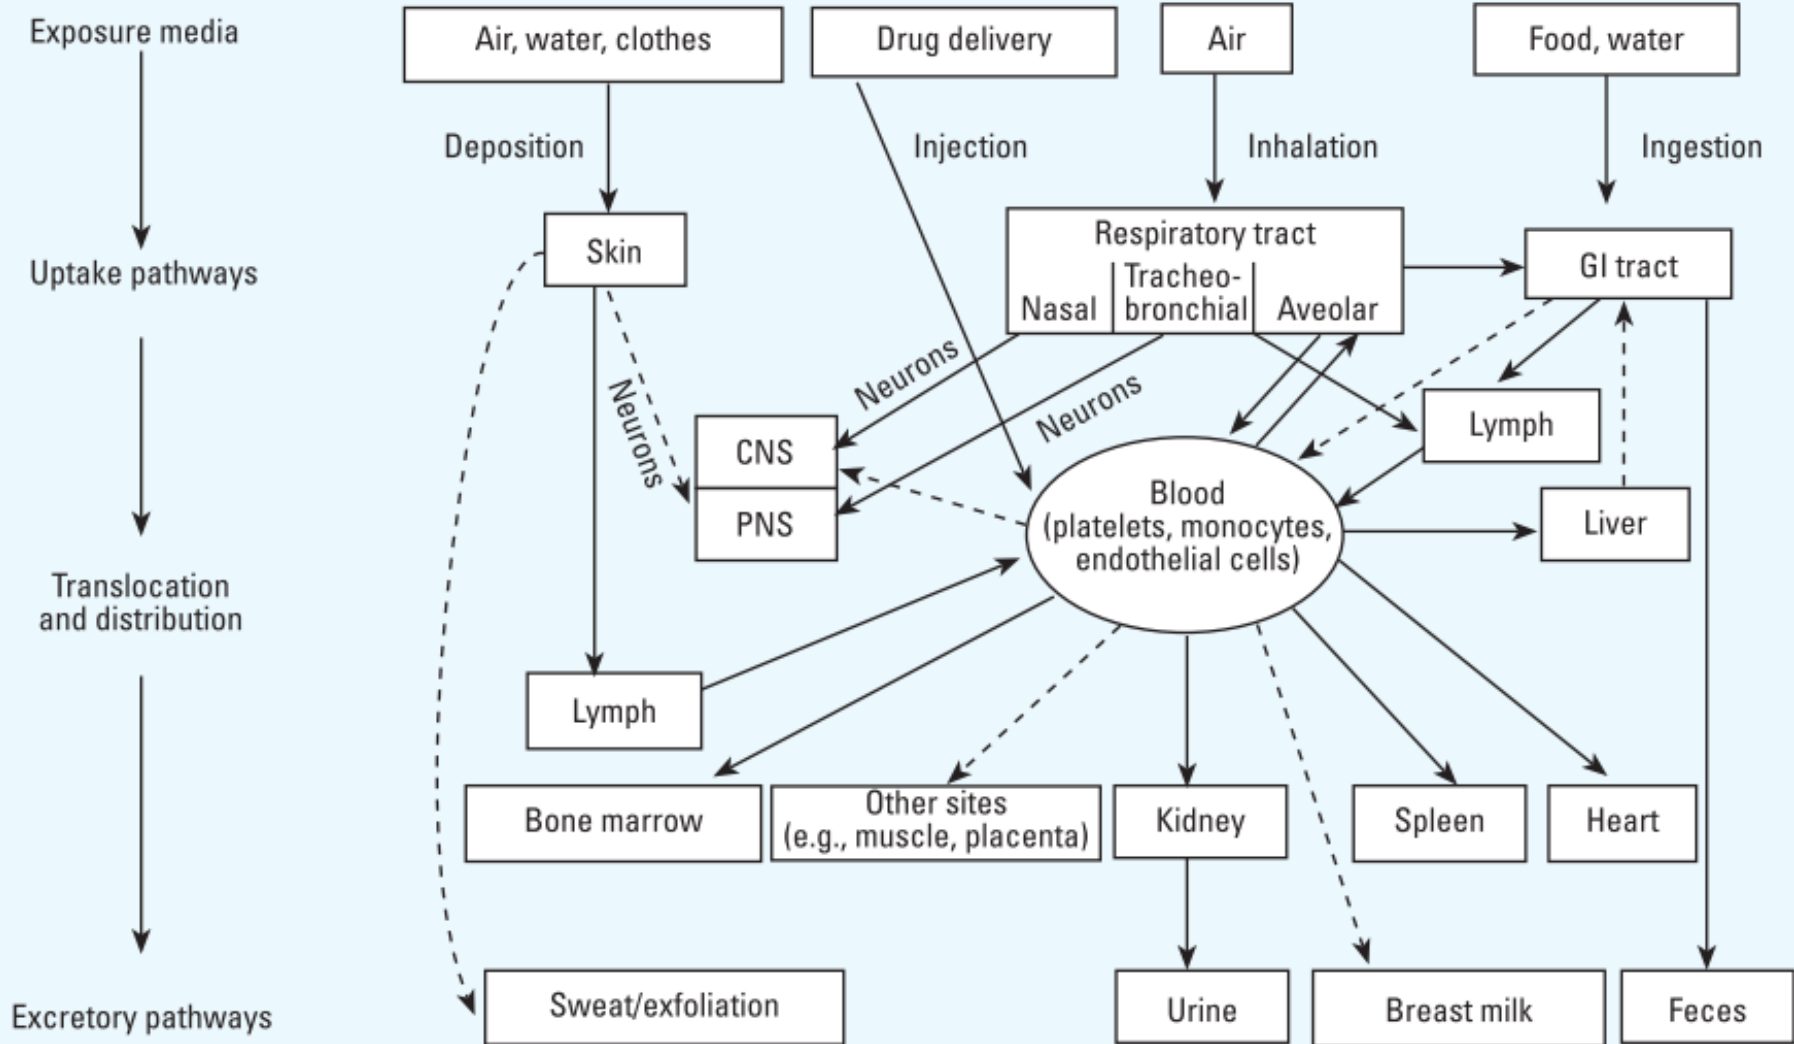 Exposure media
Air, water, clothes
Drug delivery
Air
Food, water
Deposition
Injection
Inhalation
Ingestion
Skin
Respiratory tract
Nasal
Tracheo-
bronchial
Aveolar
GI tract
Uptake pathways
Neurons
Neurons
Neurons
CNS
PNS
Lymph
Blood
(platelets, monocytes,
endothelial cells)
Liver
Translocation
and distribution
Lymph
Bone marrow
Other sites
(e.g., muscle, placenta)
Kidney
Spleen
Heart
Excretory pathways
Sweat/exfoliation
Urine
Breast milk
Feces